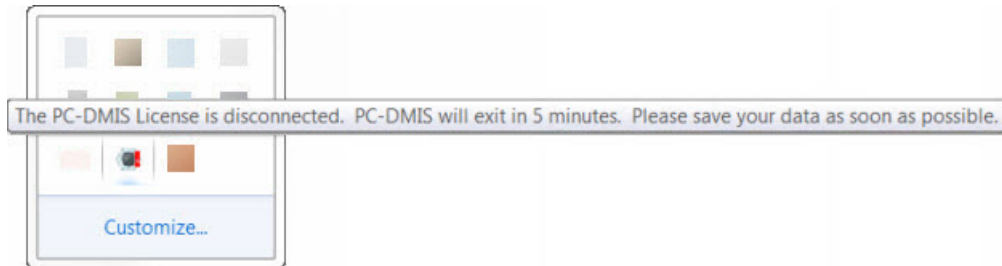 The PC-DMIS License is disconnected.  PC-DMIS will exit in 5 minutes.  Please save your data as soon as possible.
Customize...